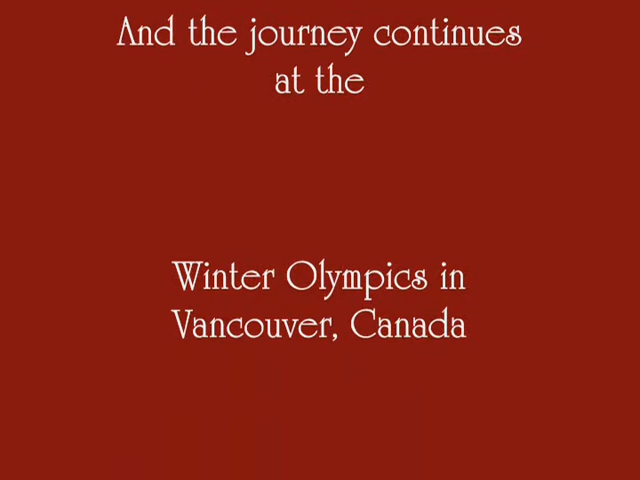 And the journey continues
at the
Winter Olympics in
Vancouver, Canada